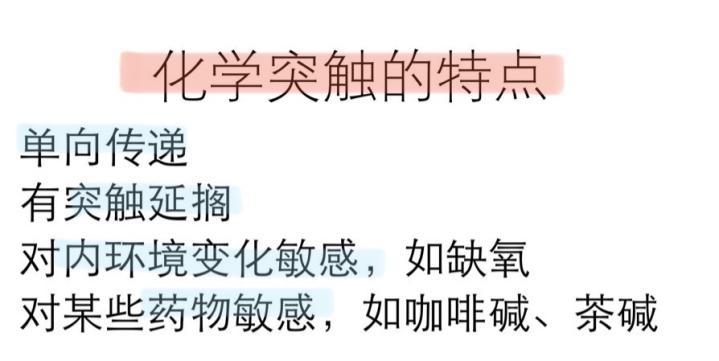 化学突触的特点
单向传递
有突触延搁
对内环境变化敏感，如缺氧
对某些药物敏感，如咖啡碱、茶碱